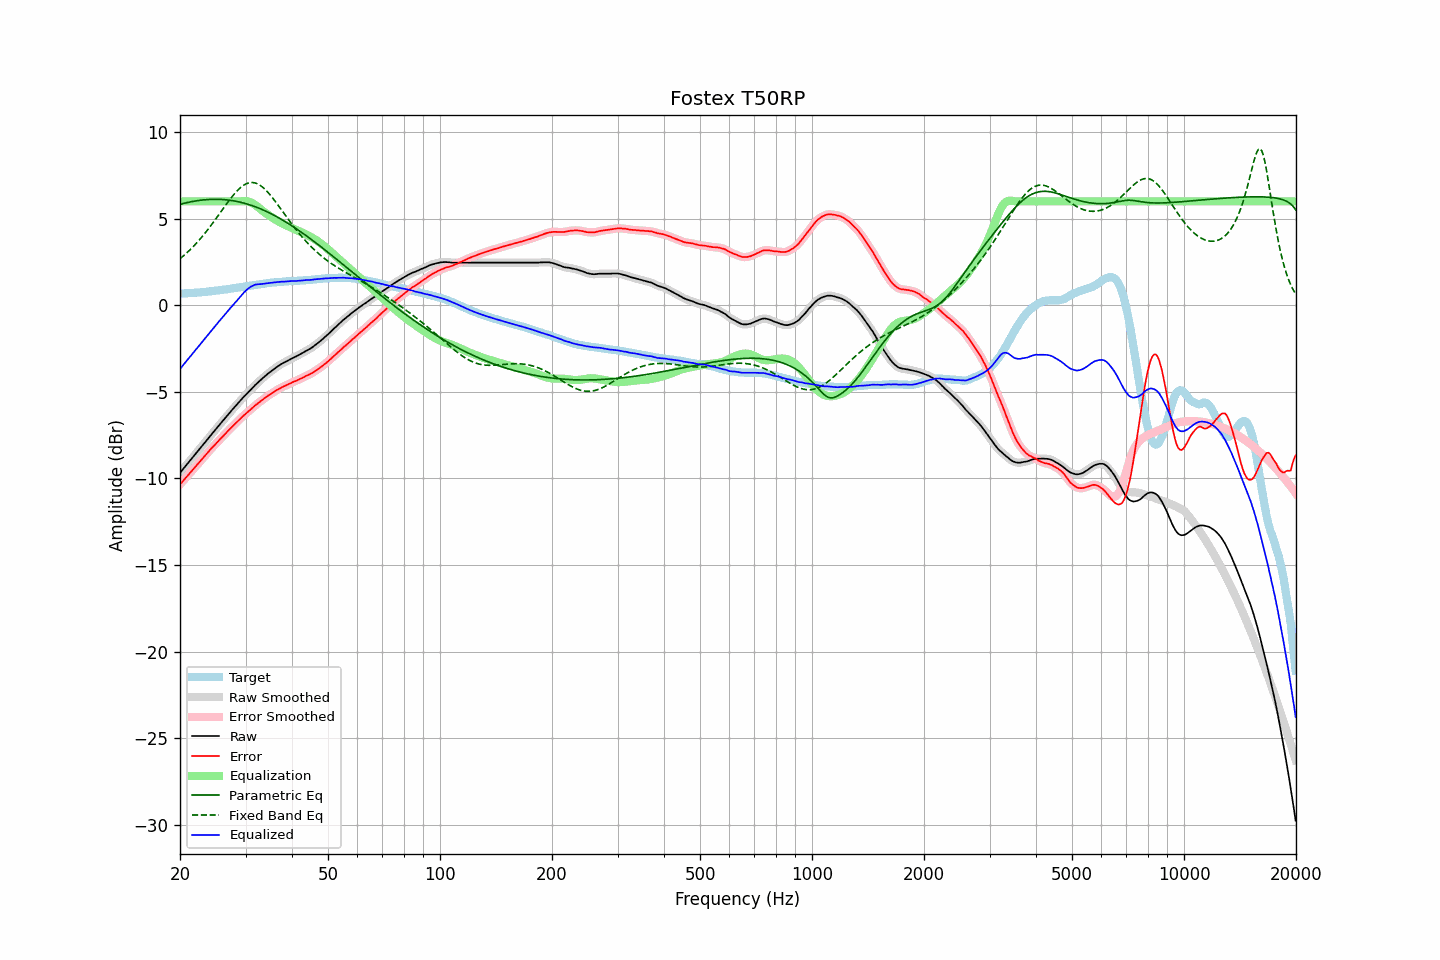 Fostex T50RP
Amplitude (dBr)
10
5
0
−5
−10
−15
−20
−25
−30
Target
Raw Smoothed
Error Smoothed
Raw
Error
Equalization
Parametric Eq
Fixed Band Eq
Equalized
20 50 100 200 500 1000 2000 5000 10000 20000
Frequency (Hz)